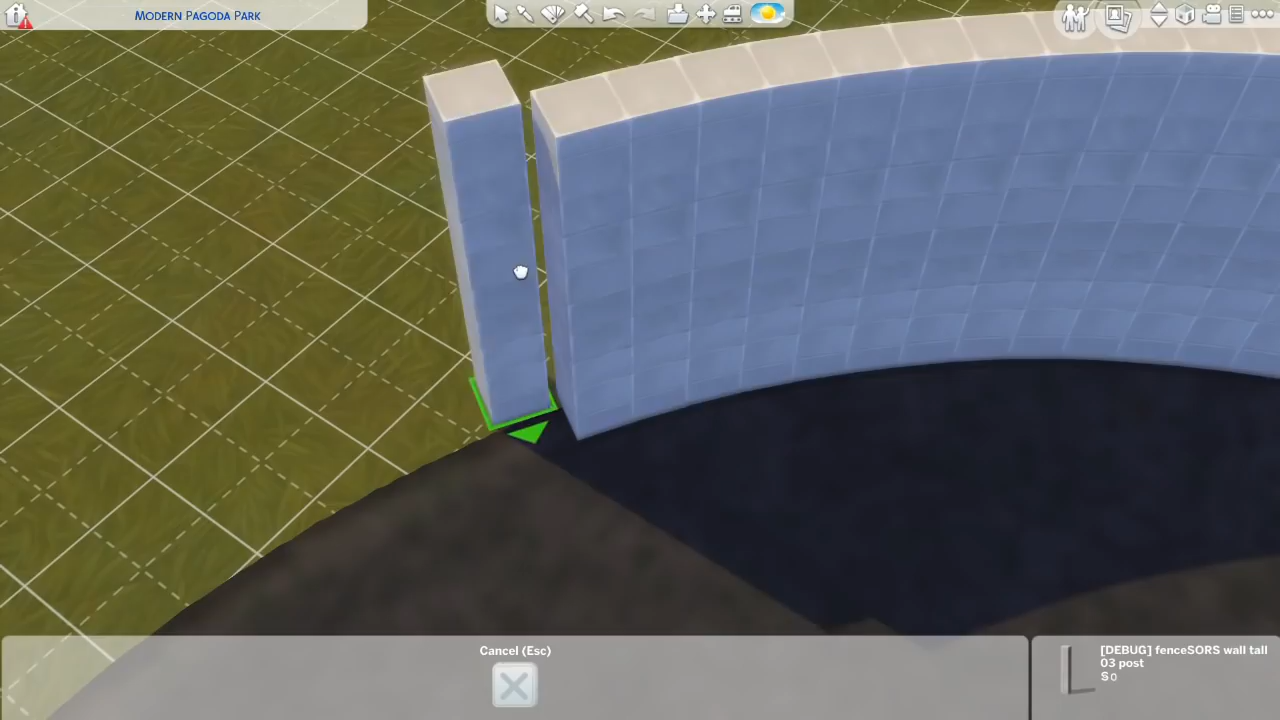 Modern Pagoda Park
Cancel (Esc)
[DEBUG] fenceSORS wall tall
03 post
§0